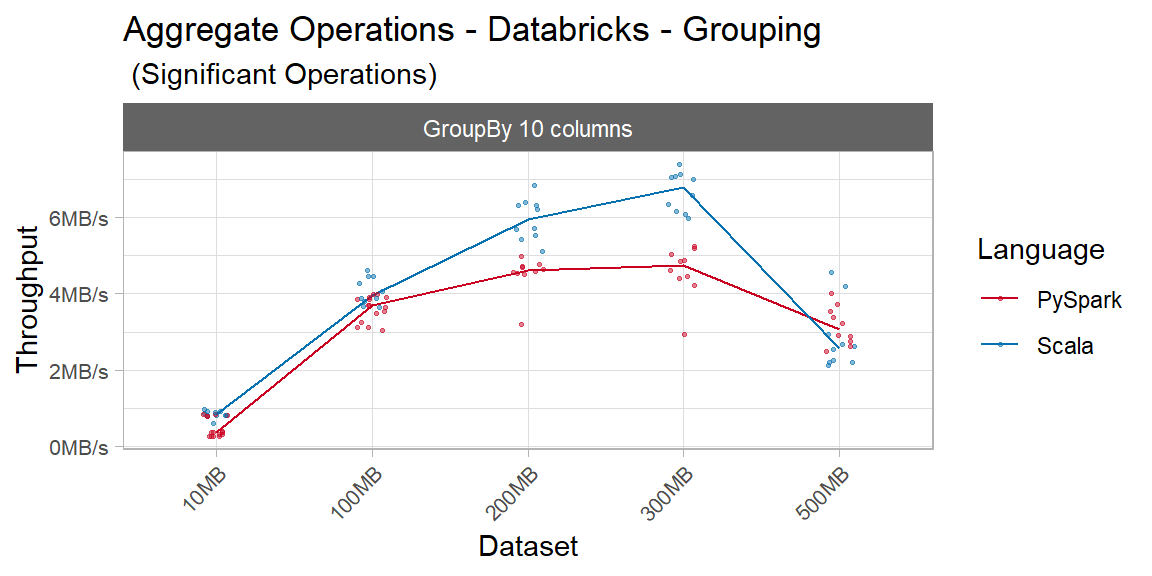 Aggregate Operations - Databricks - Grouping
(Significant Operations)
GroupBy 10 columns
Throughput
6MB/s
4MB/s
2MB/s
0MB/s
10MB
100MB
200MB
300MB
500MB
Dataset
Language
PySpark
Scala